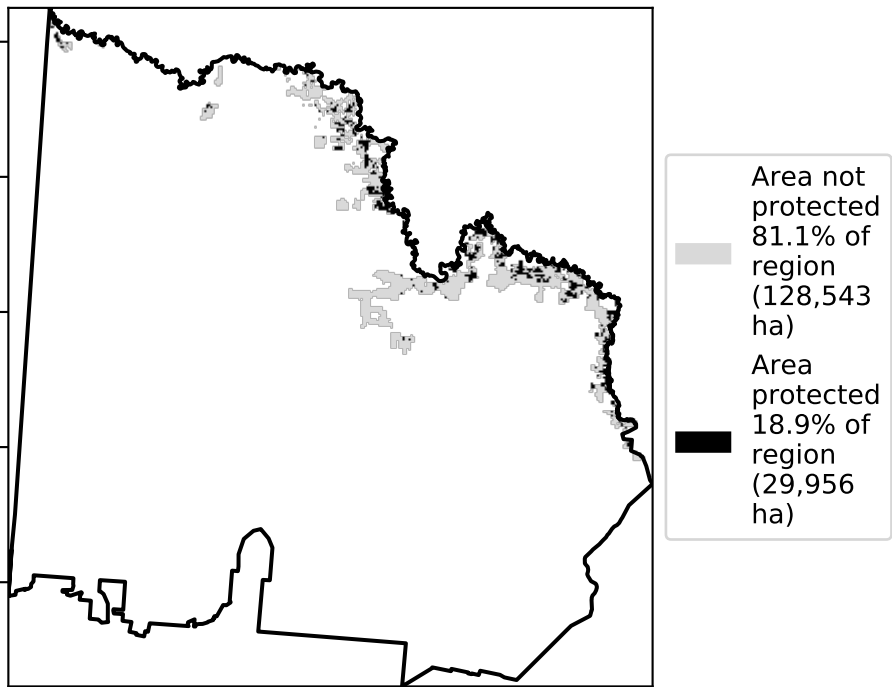 Area not
protected
81.1% of
region
(128,543
ha)
Area
protected
18.9% of
region
(29,956
ha)